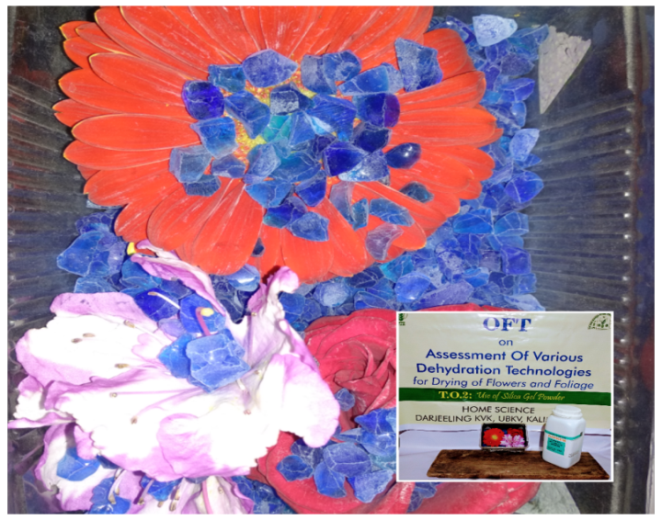 OFT
on
Assessment Of Various
Dehydration Technologies
for Drying of Flowers and Foliage
T.O.2: Use of Silica Gel Powder
HOME SCIENCE
DARJEELING KVK, UBKV, KALI